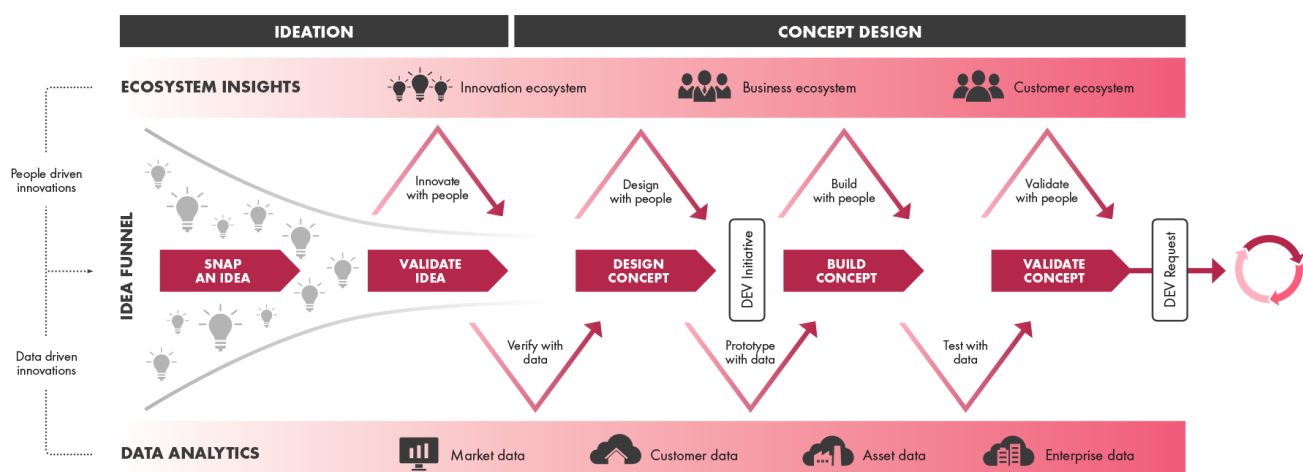 IDEATION
CONCEPT DESIGN
ECOSYSTEM INSIGHTS
Innovation ecosystem
Business ecosystem
Customer ecosystem
People driven
innovations
Data driven
innovations
IDEA FUNNEL
Innovate
with people
Design
with people
Build
with people
Validate
with people
SNAP
AN IDEA
VALIDATE
IDEA
DESIGN
CONCEPT
DEV Initiative
BUILD
CONCEPT
VALIDATE
CONCEPT
DEV Request
Verify with
data
Prototype
with data
Test with
data
DATA ANALYTICS
Market data
Customer data
Asset data
Enterprise data